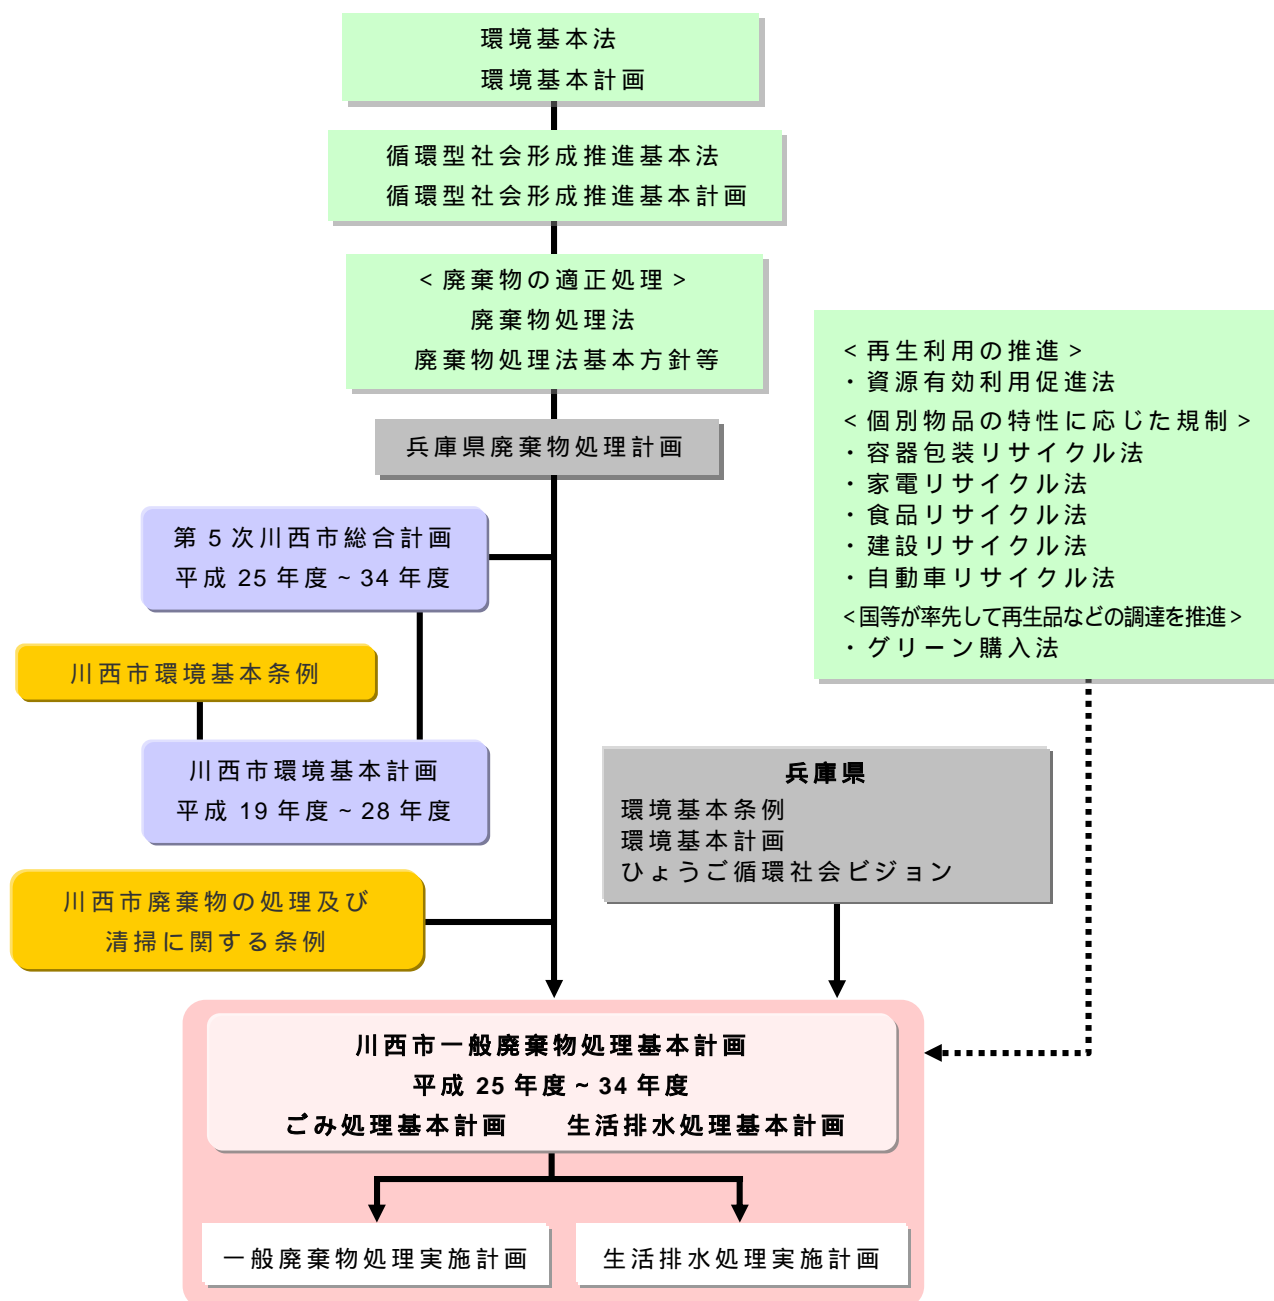 環境基本法
環境基本計画
循環型社会形成推進基本法
循環型社会形成推進基本計画
<廃棄物の適正処理>
廃棄物処理法
廃棄物処理法基本方針等
兵庫県廃棄物処理計画
<再生利用の推進>
・資源有効利用促進法
<個別物品の特性に応じた規制>
・容器包装リサイクル法
・家電リサイクル法
・食品リサイクル法
・建設リサイクル法
・自動車リサイクル法
<国等が率先して再生品などの調達を推進>
・グリーン購入法
第5次川西市総合計画
平成25年度~34年度
川西市環境基本条例
川西市環境基本計画
平成19年度~28年度
川西市廃棄物の処理及び
清掃に関する条例
兵庫県
環境基本条例
環境基本計画
ひょうご循環社会ビジョン
川西市一般廃棄物処理基本計画
平成25年度~34年度
ごみ処理基本計画 生活排水処理基本計画
一般廃棄物処理実施計画
生活排水処理実施計画